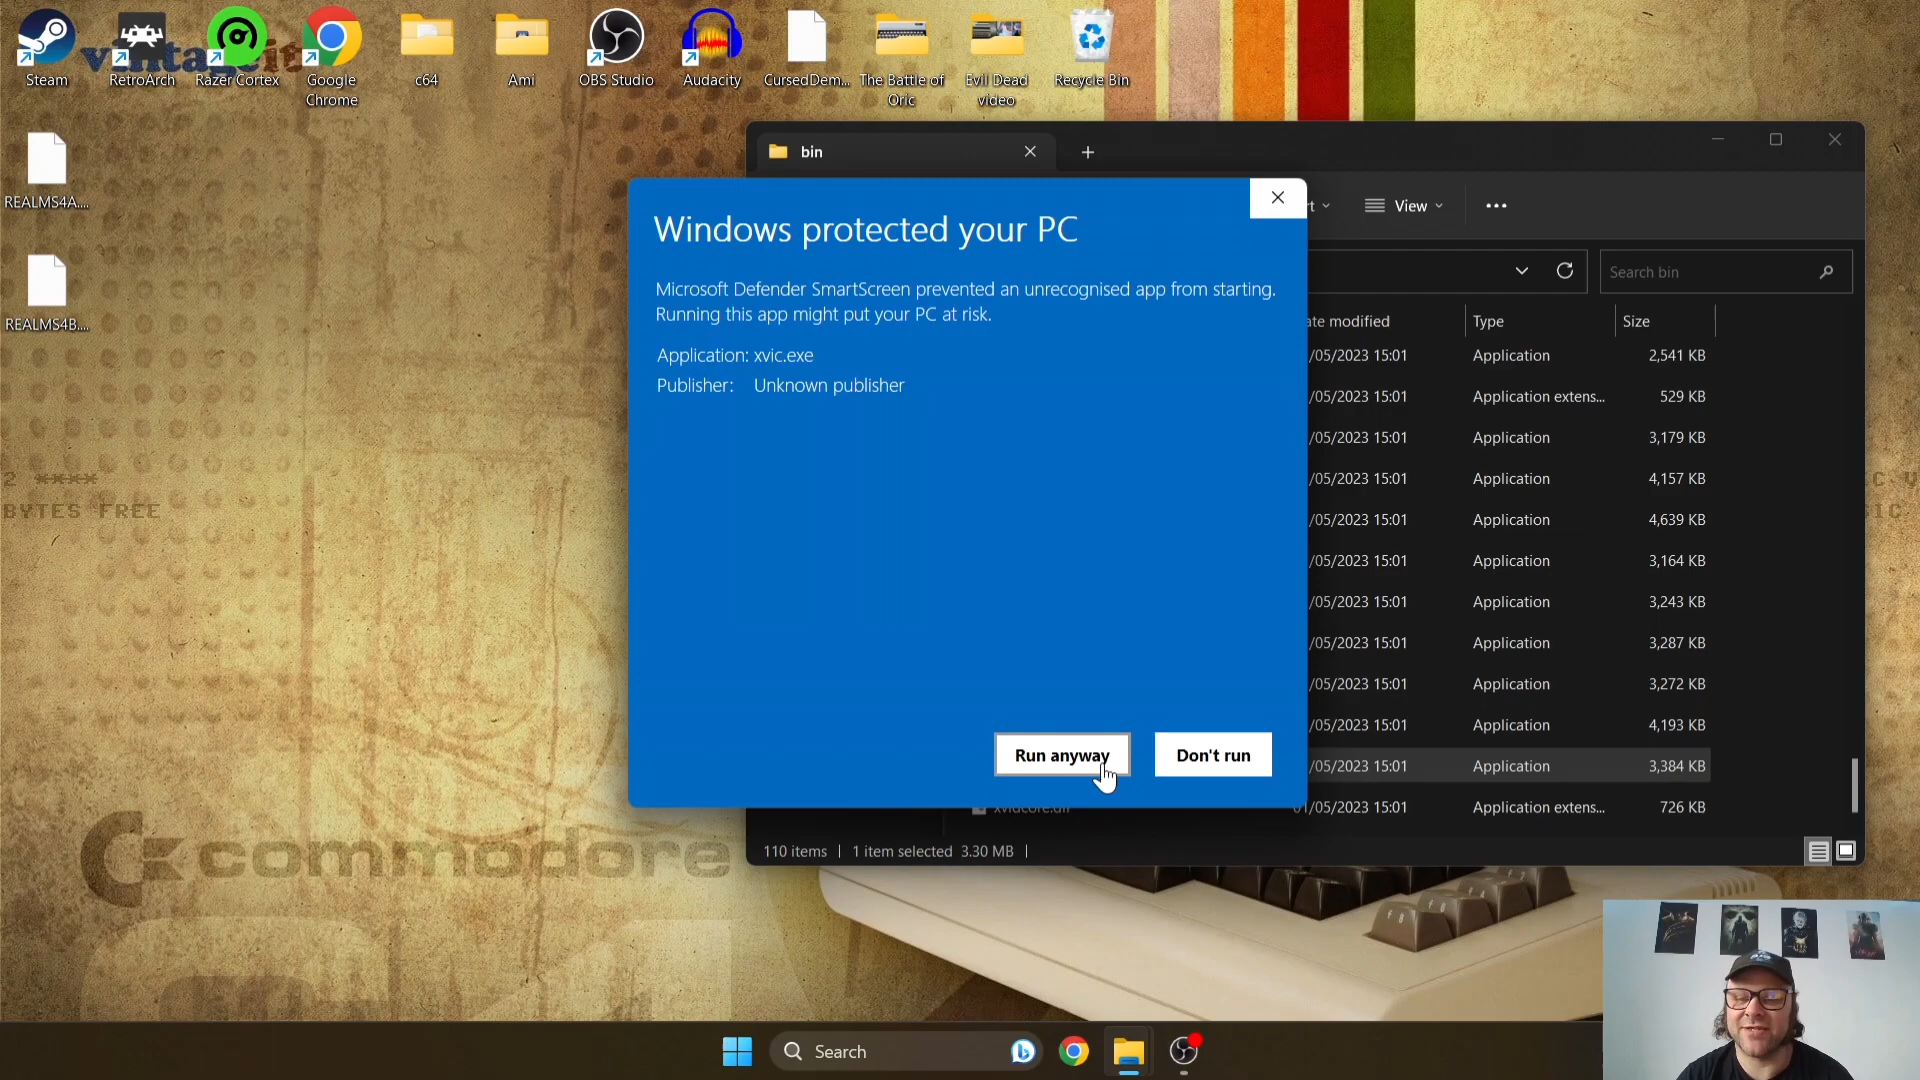 vintage is
Steam
RetroArch
Razer Cortex
Google
Chrome
c64
Ami
OBS Studio
Audacity
CursedDem...
The Battle of
Oric
Evil Dead
video
Recycle Bin
REALMS4A....
REALMS4B....
2 ****
BYTES FREE
bin
View
Search bin
Windows protected your PC
Microsoft Defender SmartScreen prevented an unrecognised app from starting.
Running this app might put your PC at risk.
Application: xvic.exe
Publisher: Unknown publisher
Run anyway
Don't run
ate modified Type Size
/05/2023 15:01 Application 2,541 KB
/05/2023 15:01 Application extens... 529 KB
/05/2023 15:01 Application 3,179 KB
/05/2023 15:01 Application 4,157 KB
/05/2023 15:01 Application 4,639 KB
/05/2023 15:01 Application 3,164 KB
/05/2023 15:01 Application 3,243 KB
/05/2023 15:01 Application 3,287 KB
/05/2023 15:01 Application 3,272 KB
/05/2023 15:01 Application 4,193 KB
/05/2023 15:01 Application 3,384 KB
xvidcore.dll 01/05/2023 15:01 Application extens... 726 KB
110 items 1 item selected 3.30 MB
commodore
Search